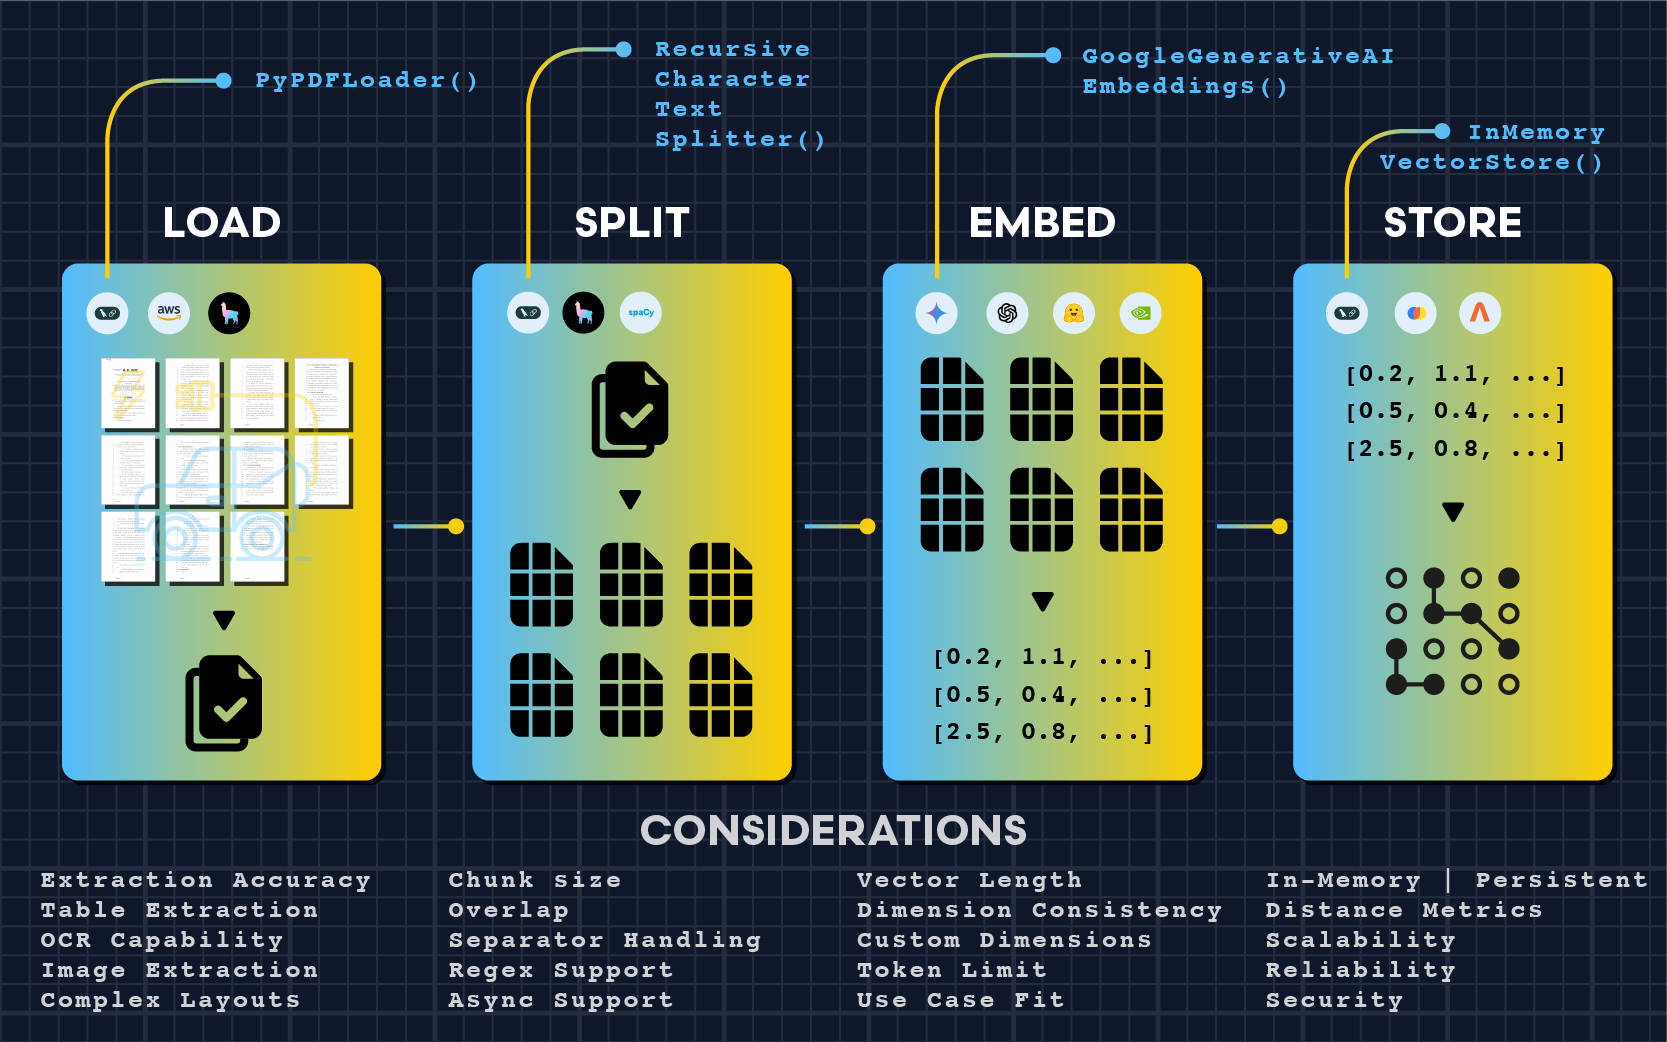 PyPDFLoader()
Recursive
Character
Text
Splitter()
GoogleGenerativeAI
Embeddings()
InMemory
VectorStore()
LOAD
SPLIT
EMBED
STORE
aws
spaCy
[0.2, 1.1, ...]
[0.5, 0.4, ...]
[2.5, 0.8, ...]
[0.2, 1.1, ...]
[0.5, 0.4, ...]
[2.5, 0.8, ...]
CONSIDERATIONS
Extraction Accuracy
Table Extraction
OCR Capability
Image Extraction
Complex Layouts
Chunk size
Overlap
Separator Handling
Regex Support
Async Support
Vector Length
Dimension Consistency
Custom Dimensions
Token Limit
Use Case Fit
In-Memory | Persistent
Distance Metrics
Scalability
Reliability
Security